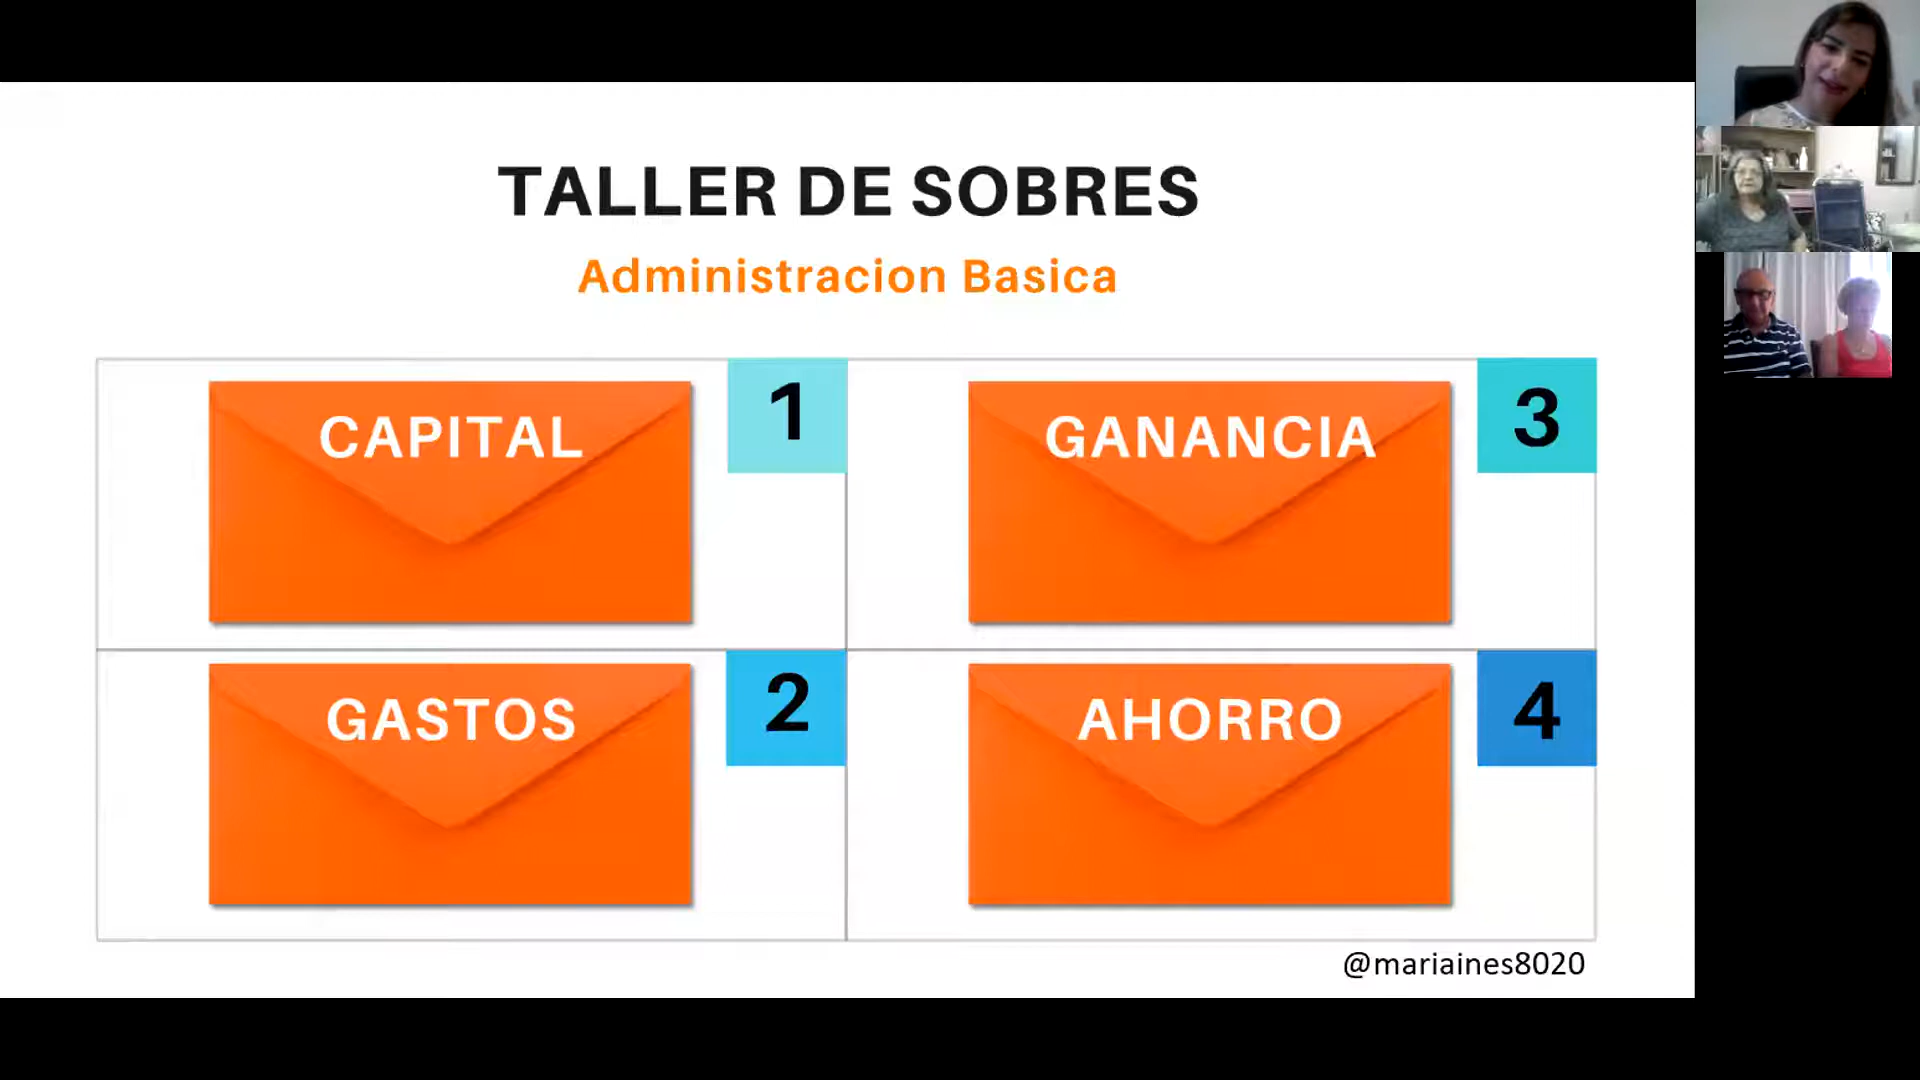 TALLER DE SOBRES
Administracion Basica
CAPITAL
1
GANANCIA
3
GASTOS
2
AHORRO
4
@mariaines8020